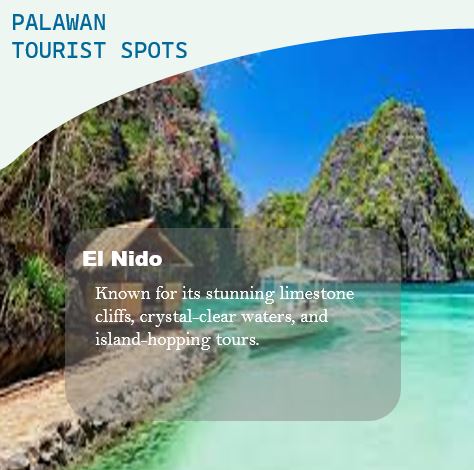 PALAWAN
TOURIST SPOTS
El Nido
Known for its stunning limestone
cliffs, crystal-clear waters, and
island-hopping tours.